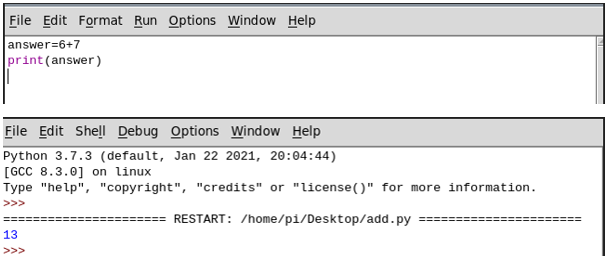 File Edit Format Run Options Window Help
answer=6+7
print(answer)
File Edit Shell Debug Options Window Help
Python 3.7.3 (default, Jan 22 2021, 20:04:44)
[GCC 8.3.0] on linux
Type "help", "copyright", "credits" or "license()" for more information.
>>>
====================== RESTART: /home/pi/Desktop/add.py ======================
13
>>>